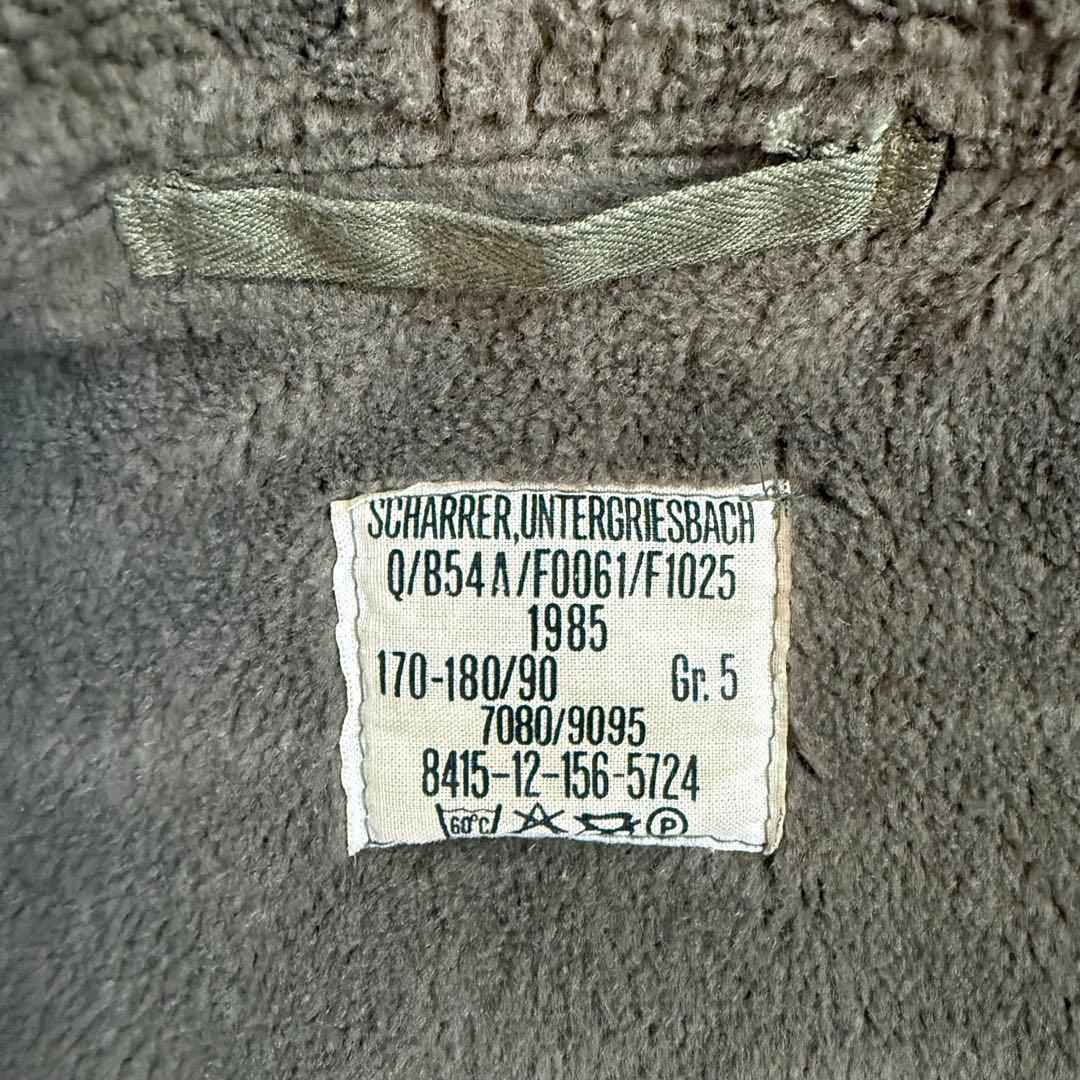 SCHARRER,UNTERGRIESBACH
Q/B54A/F0061/F1025
1985
170-180/90 Gr. 5
7080/9095
8415-12-156-5724
60°C A P